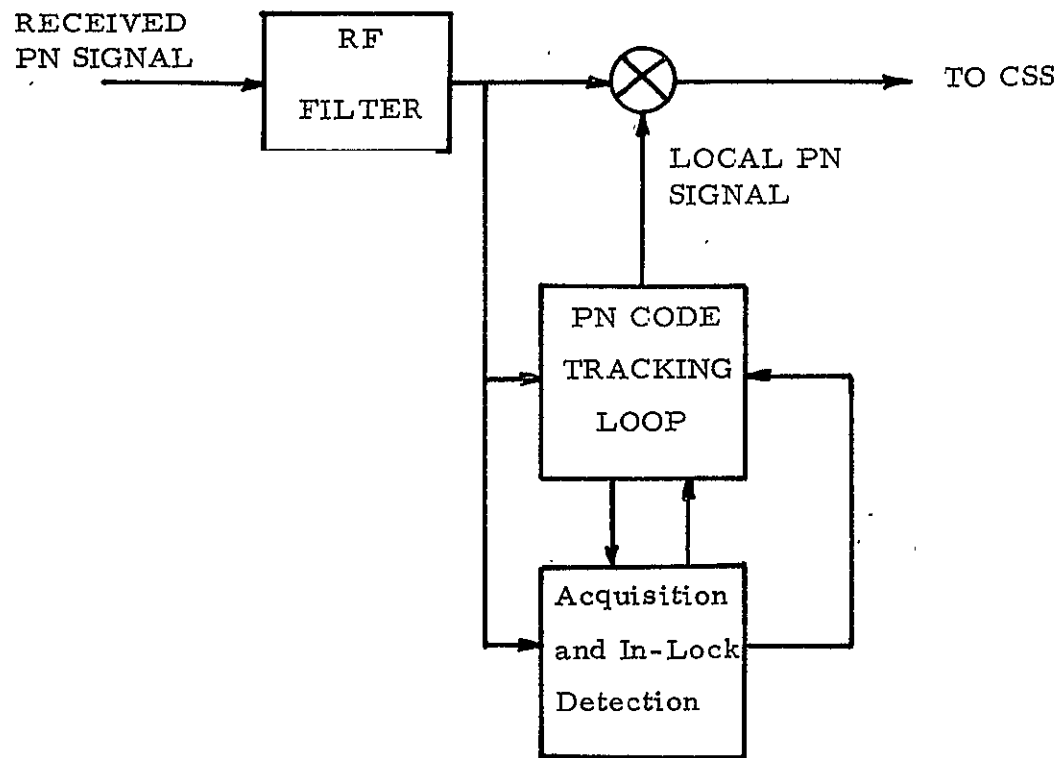 RECEIVED
PN SIGNAL
RF
FILTER
TO CSS
LOCAL PN
SIGNAL
PN CODE
TRACKING
LOOP
Acquisition
and In-Lock
Detection